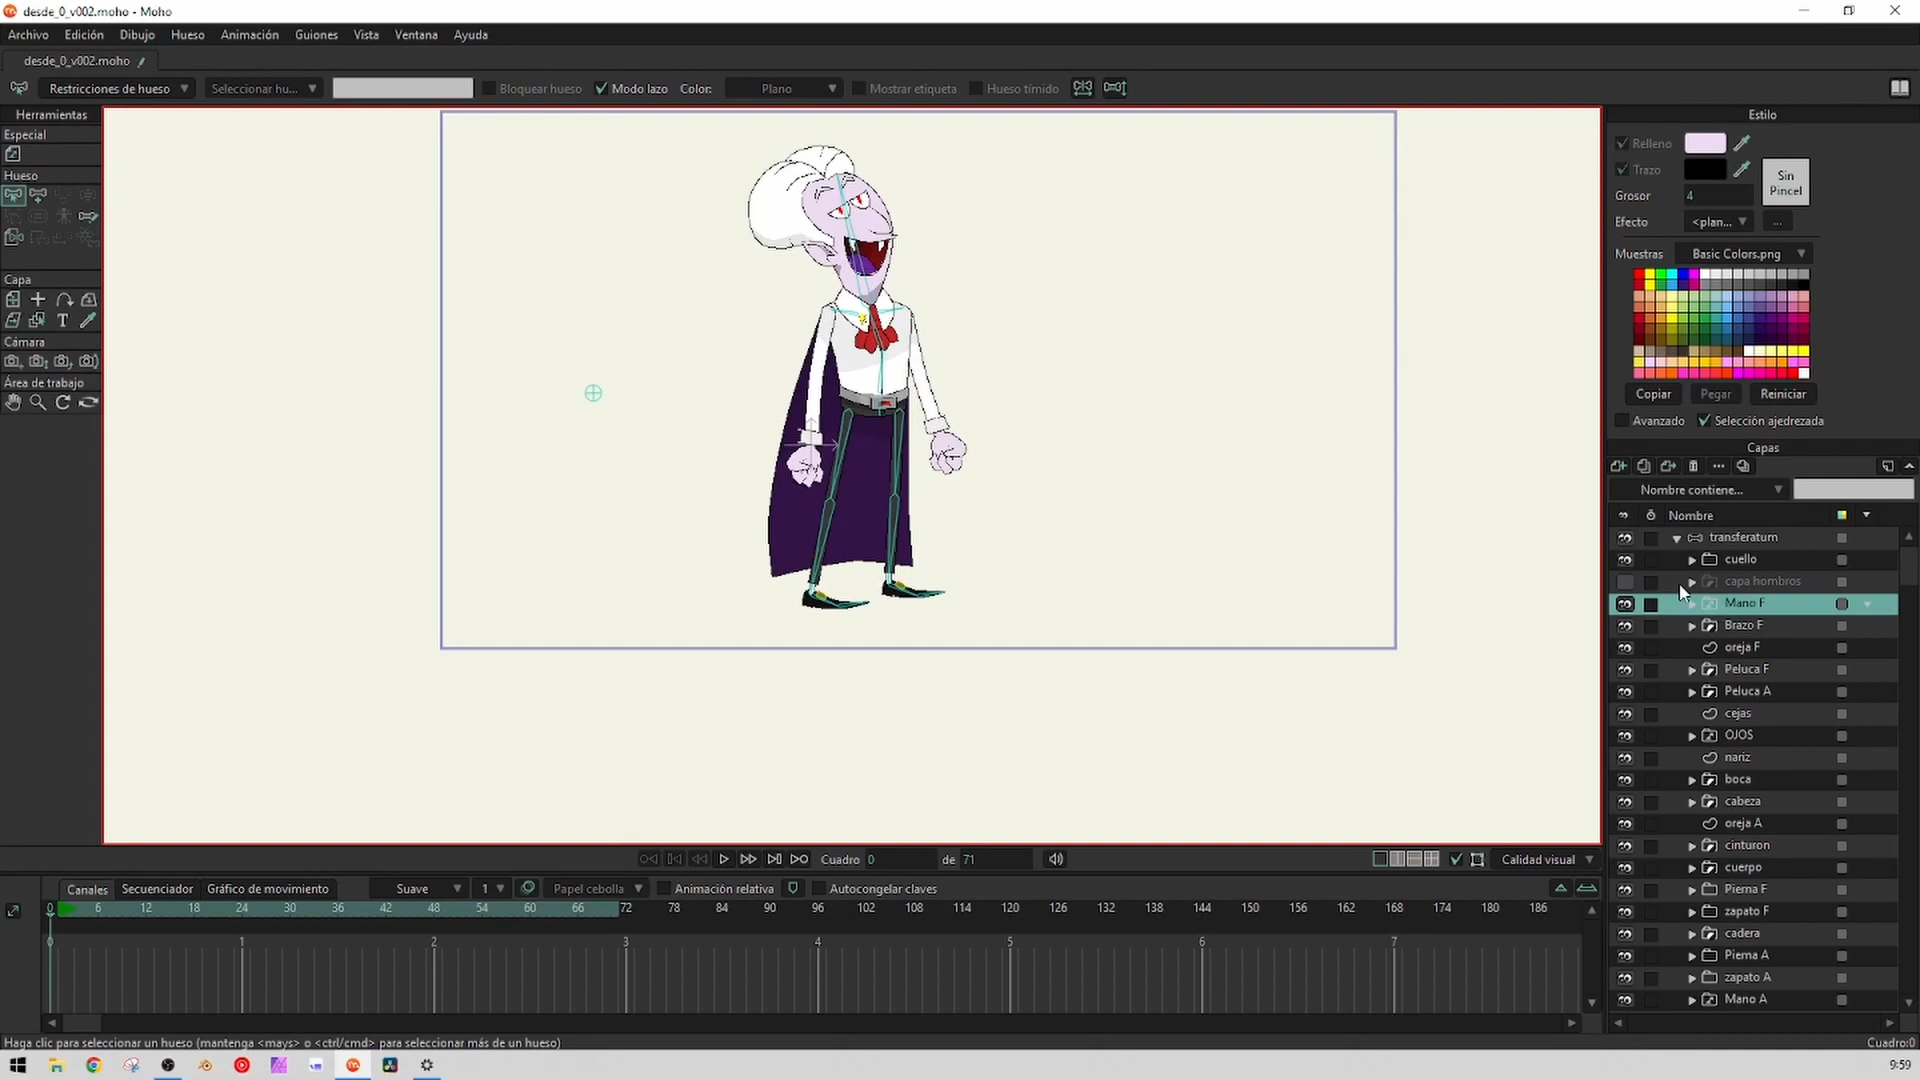 desde_0_v002.moho - Moho
Archivo Edición Dibujo Hueso Animación Guiones Vista Ventana Ayuda
desde_0_v002.moho
Restricciones de hueso Seleccionar hu... Bloquear hueso Modo lazo Color: Plano Mostrar etiqueta Hueso tímido
Herramientas
Especial
Hueso
Capa
Cámara
Área de trabajo
Estilo
Relleno
Trazo
Sin Pincel
Grosor 4
Efecto <plan... ...
Muestras Basic Colors.png
Copiar Pegar Reiniciar
Avanzado Selección ajedrezada
Capas
Nombre contiene...
Nombre
transferatum
cuello
capa hombros
Mano F
Brazo F
oreja F
Peluca F
Peluca A
cejas
OJOS
nariz
boca
cabeza
oreja A
cinturon
cuerpo
Pierna F
zapato F
cadera
Pierna A
zapato A
Mano A
Cuadro 0 de 71 Calidad visual
Canales Secuenciador Gráfico de movimiento Suave 1 Papel cebolla Animación relativa Autocongelar claves
0 6 12 18 24 30 36 42 48 54 60 66 72 78 84 90 96 102 108 114 120 126 132 138 144 150 156 162 168 174 180 186
0 1 2 3 4 5 6 7
Haga clic para seleccionar un hueso (mantenga <mays> o <ctrl/cmd> para seleccionar más de un hueso)
Cuadro:0
9:59